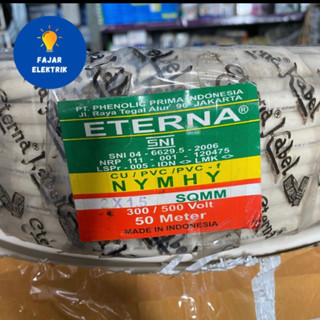 FAJAR
ELEKTRIK
PT. PHENOLIC PRIMA INDONESIA
Jl. Raya Tegal Alur 90 JAKARTA
ETERNA®
SNI
SNI 04 - 6629.5 - 2006
NRP 111 - 001 - 120475
LSPr - 005 - IDN <> LMK <>
CU / PVC / PVC - f
NYMHY
2X1.5 SQMM
300 / 500 Volt
50 Meter
MADE IN INDONESIA
Eterna
Cabel